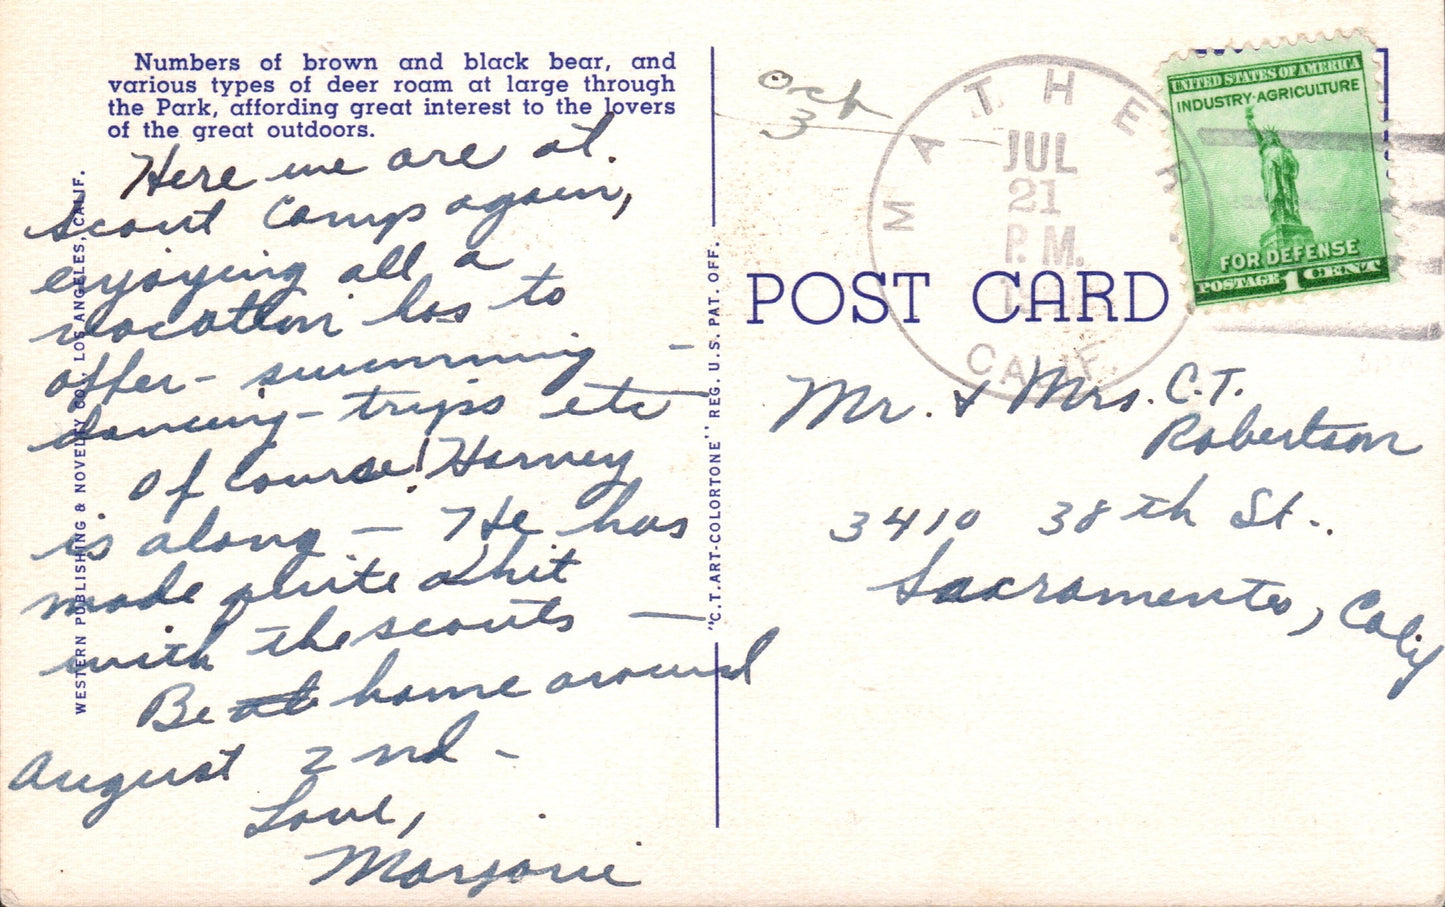 Numbers of brown and black bear, and
various types of deer roam at large through
the Park, affording great interest to the lovers
of the great outdoors.
Here we are at
Scout Camp again,
enjoying all a
vacation has to
offer - swimming -
dancing - trips etc
Of course! Harvey
is along - He has
made quite a hit
with the scouts -
Be at home around
August 2nd -
Love,
Marjorie
WESTERN PUBLISHING & NOVELTY CO., LOS ANGELES, CALIF.
"C.T. ART-COLORTONE" REG. U.S. PAT. OFF.
3
MATHER
JUL
21
P.M.
CALIF.
UNITED STATES OF AMERICA
INDUSTRY·AGRICULTURE
FOR DEFENSE
POSTAGE 1 CENT
POST CARD
Mr. & Mrs. C.T.
Robertson
3410 38th St.
Sacramento, Calif